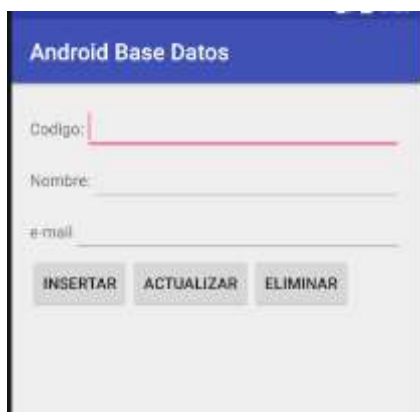 Android Base Datos
Codigo:
Nombre:
e-mail
INSERTAR ACTUALIZAR ELIMINAR